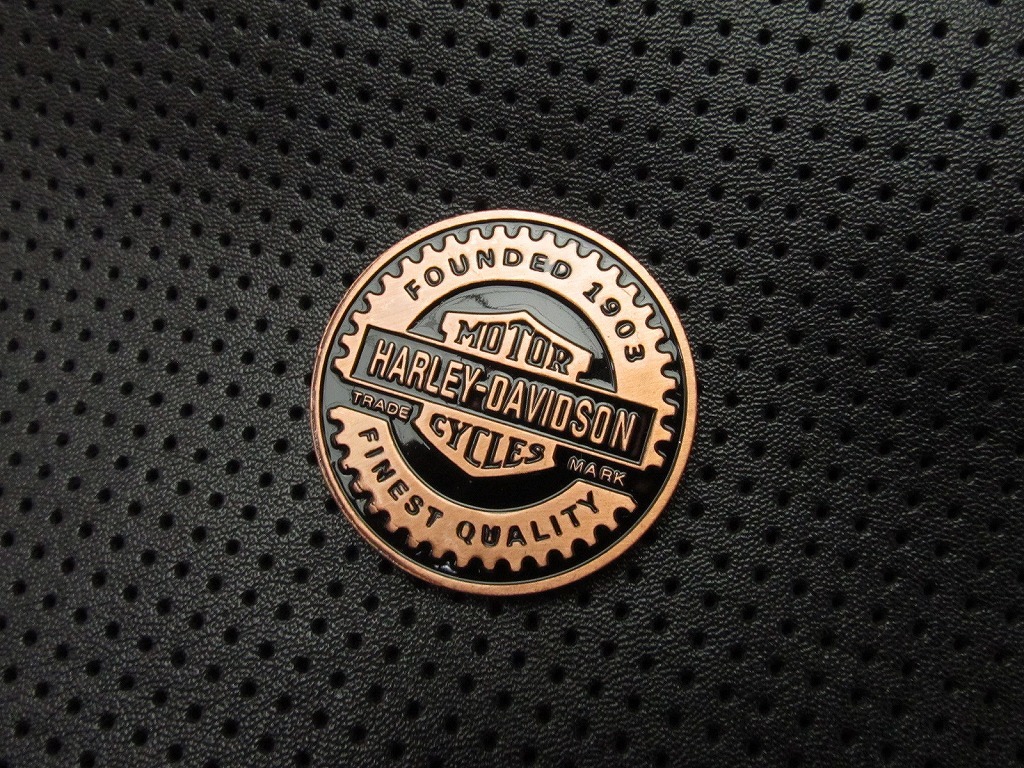 FOUNDED 1903
MOTOR
HARLEY-DAVIDSON
TRADE MARK
CYCLES
FINEST QUALITY